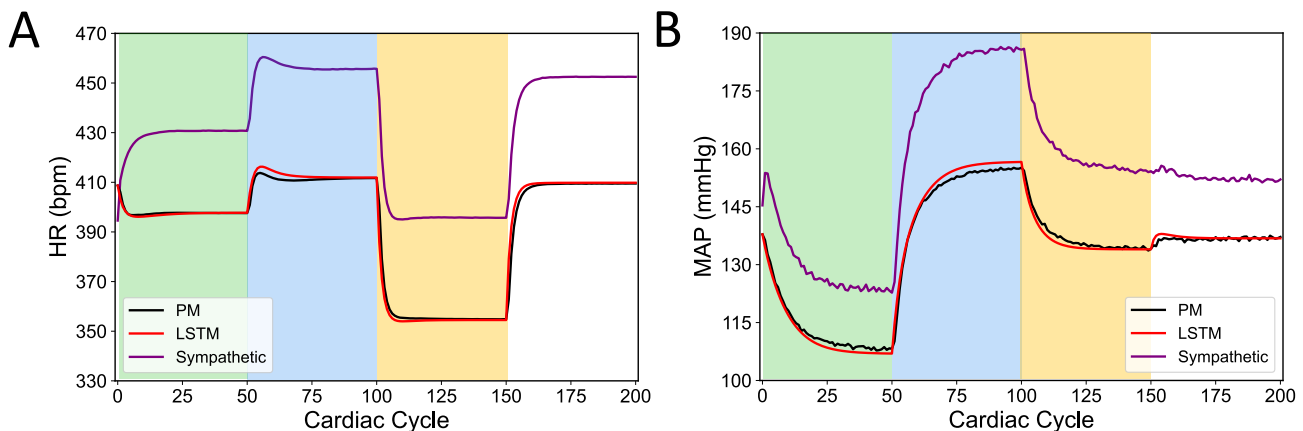 A
470
450
430
410
390
370
350
330
HR (bpm)
PM
LSTM
Sympathetic
0
25
50
75
100
125
150
175
200
Cardiac Cycle
B
190
175
160
145
130
115
100
MAP (mmHg)
PM
LSTM
Sympathetic
0
25
50
75
100
125
150
175
200
Cardiac Cycle